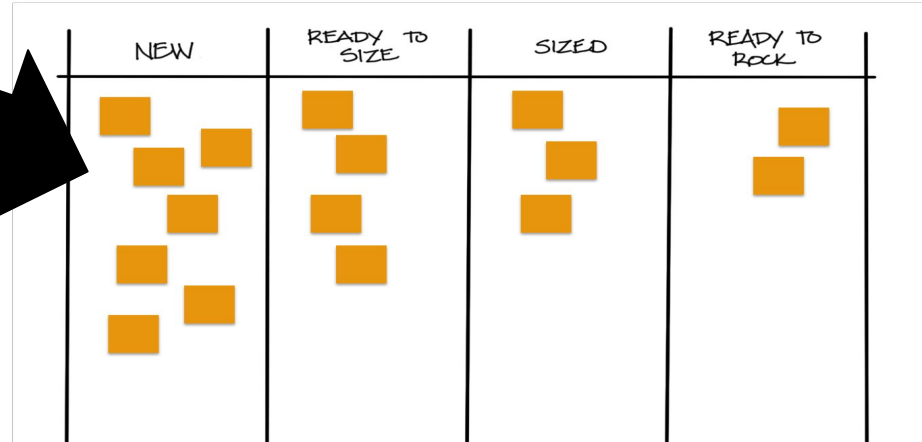 NEW
READY TO
SIZE
SIZED
READY TO
ROCK